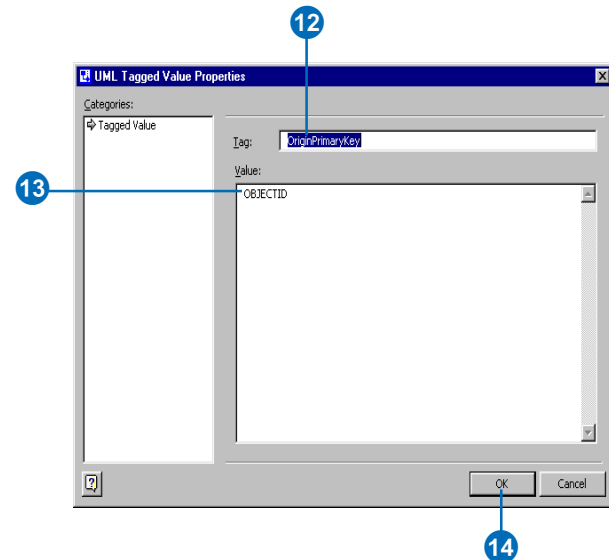 12
UML Tagged Value Properties
Categories:
Tagged Value
Tag: OriginPrimaryKey
Value:
13
OBJECTID
OK Cancel
14